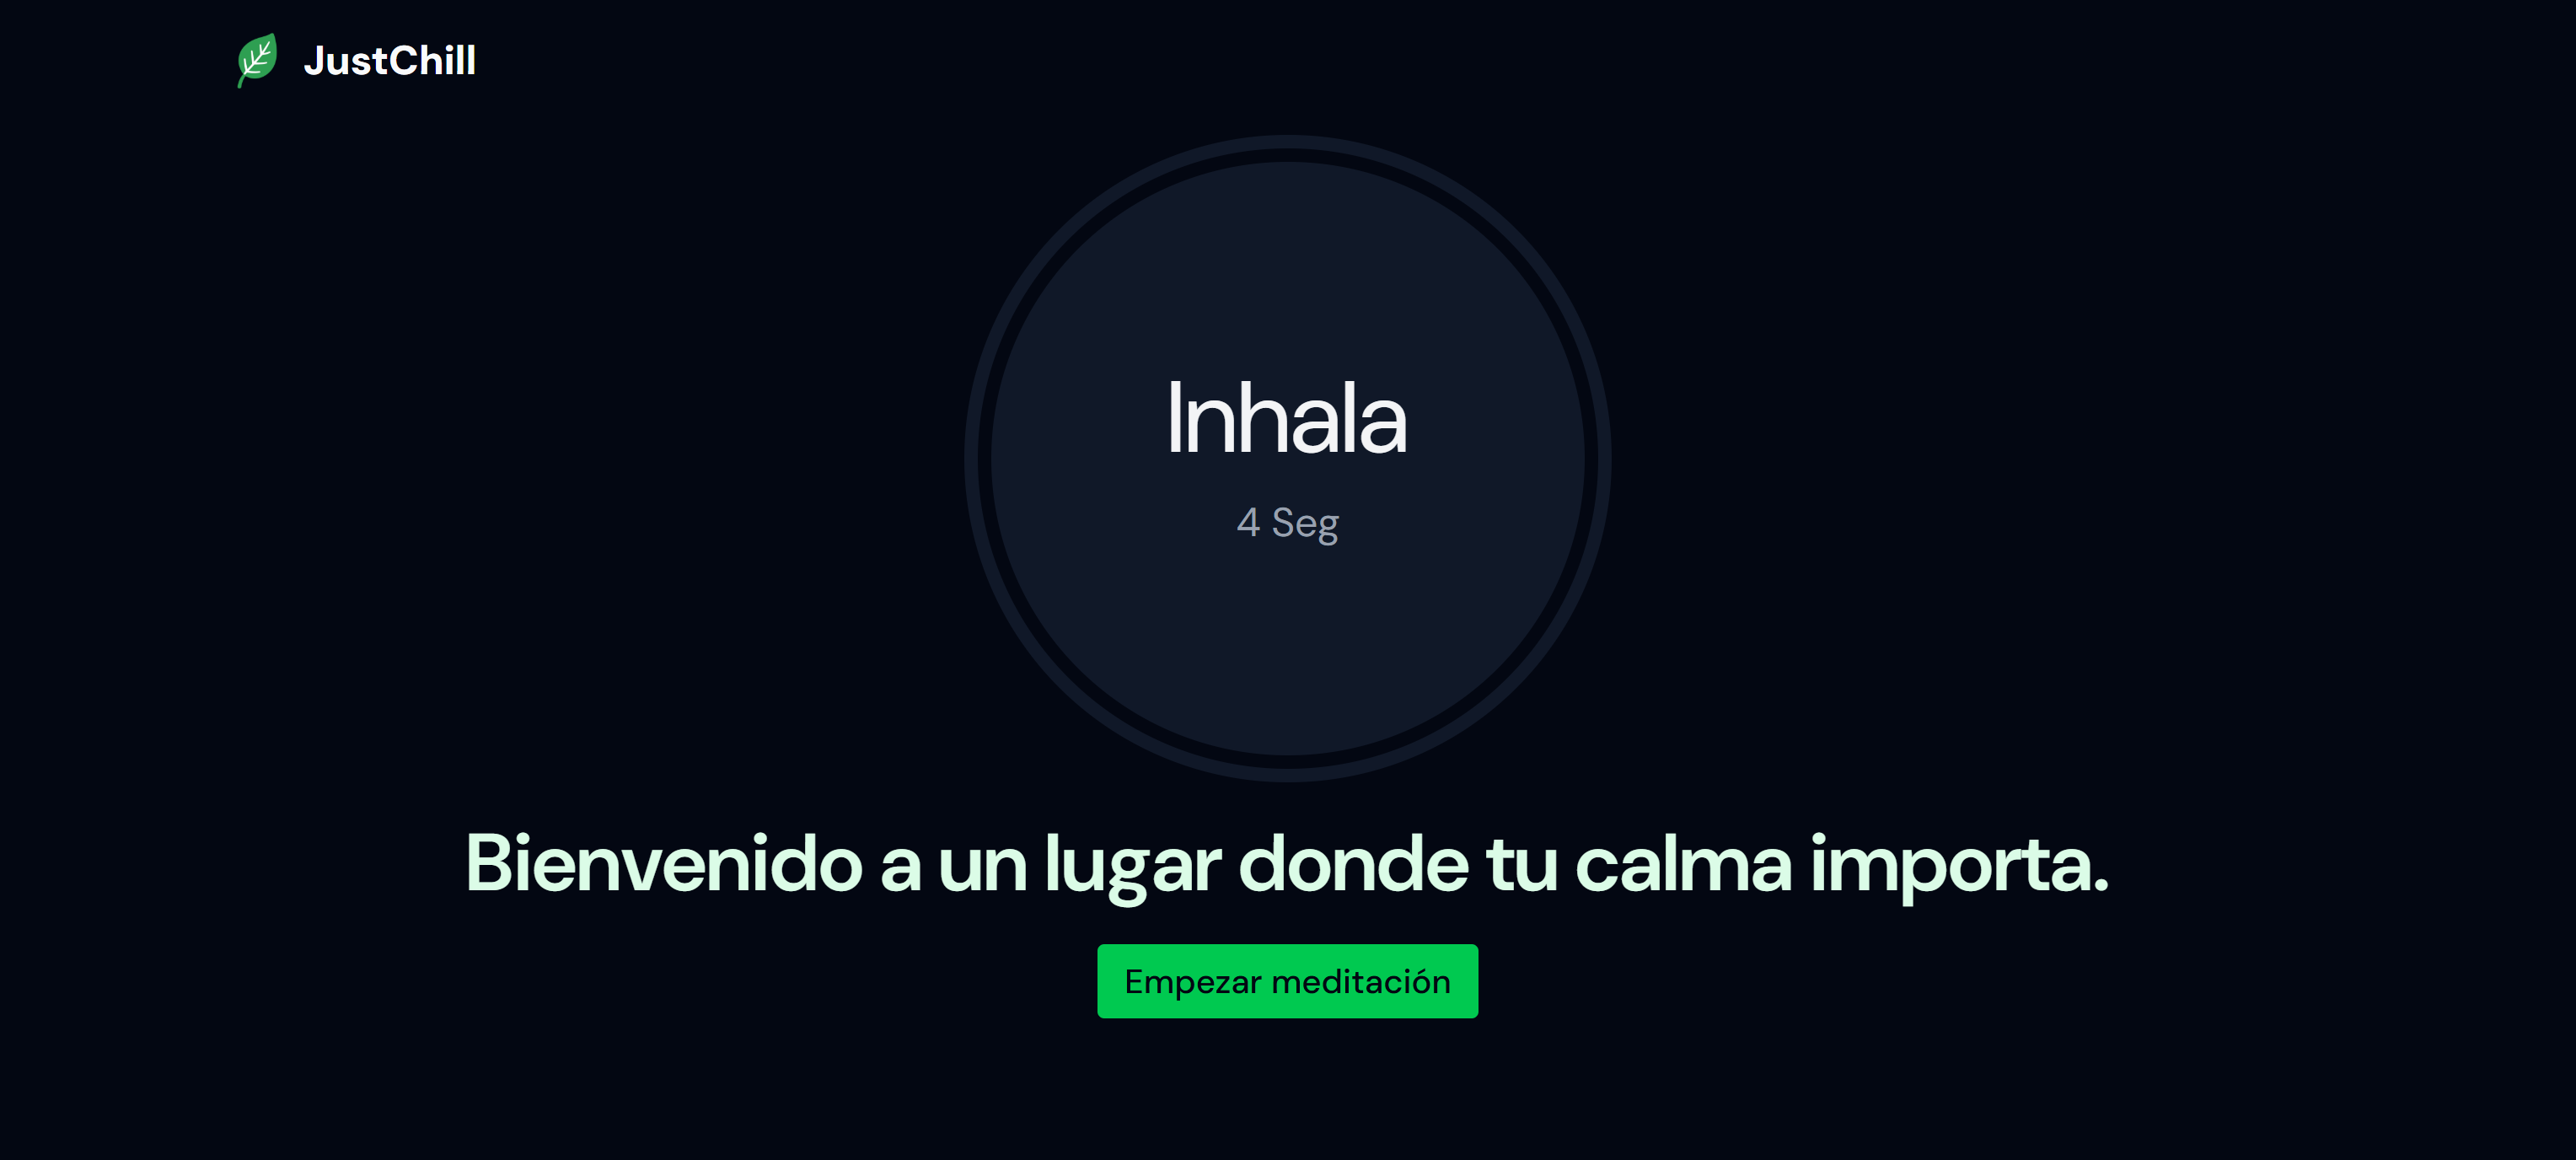 JustChill
Inhala
4 Seg
Bienvenido a un lugar donde tu calma importa.
Empezar meditación